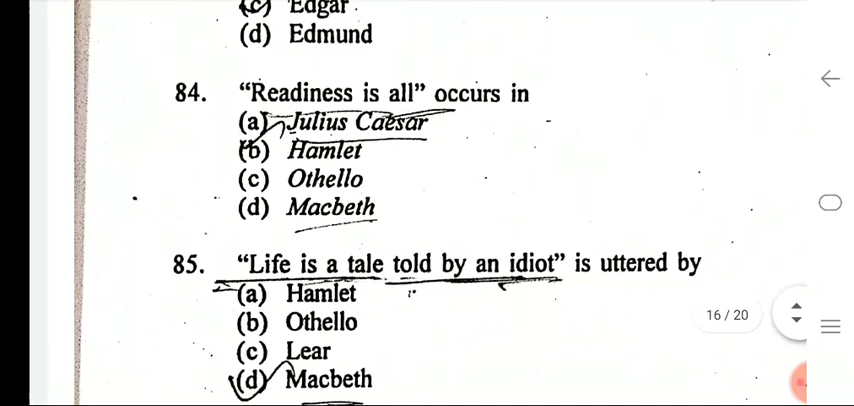 (c) Edgar
(d) Edmund
84. “Readiness is all” occurs in
(a) Julius Caesar
(b) Hamlet
(c) Othello
(d) Macbeth
85. “Life is a tale told by an idiot” is uttered by
(a) Hamlet
(b) Othello
(c) Lear
(d) Macbeth
16 / 20